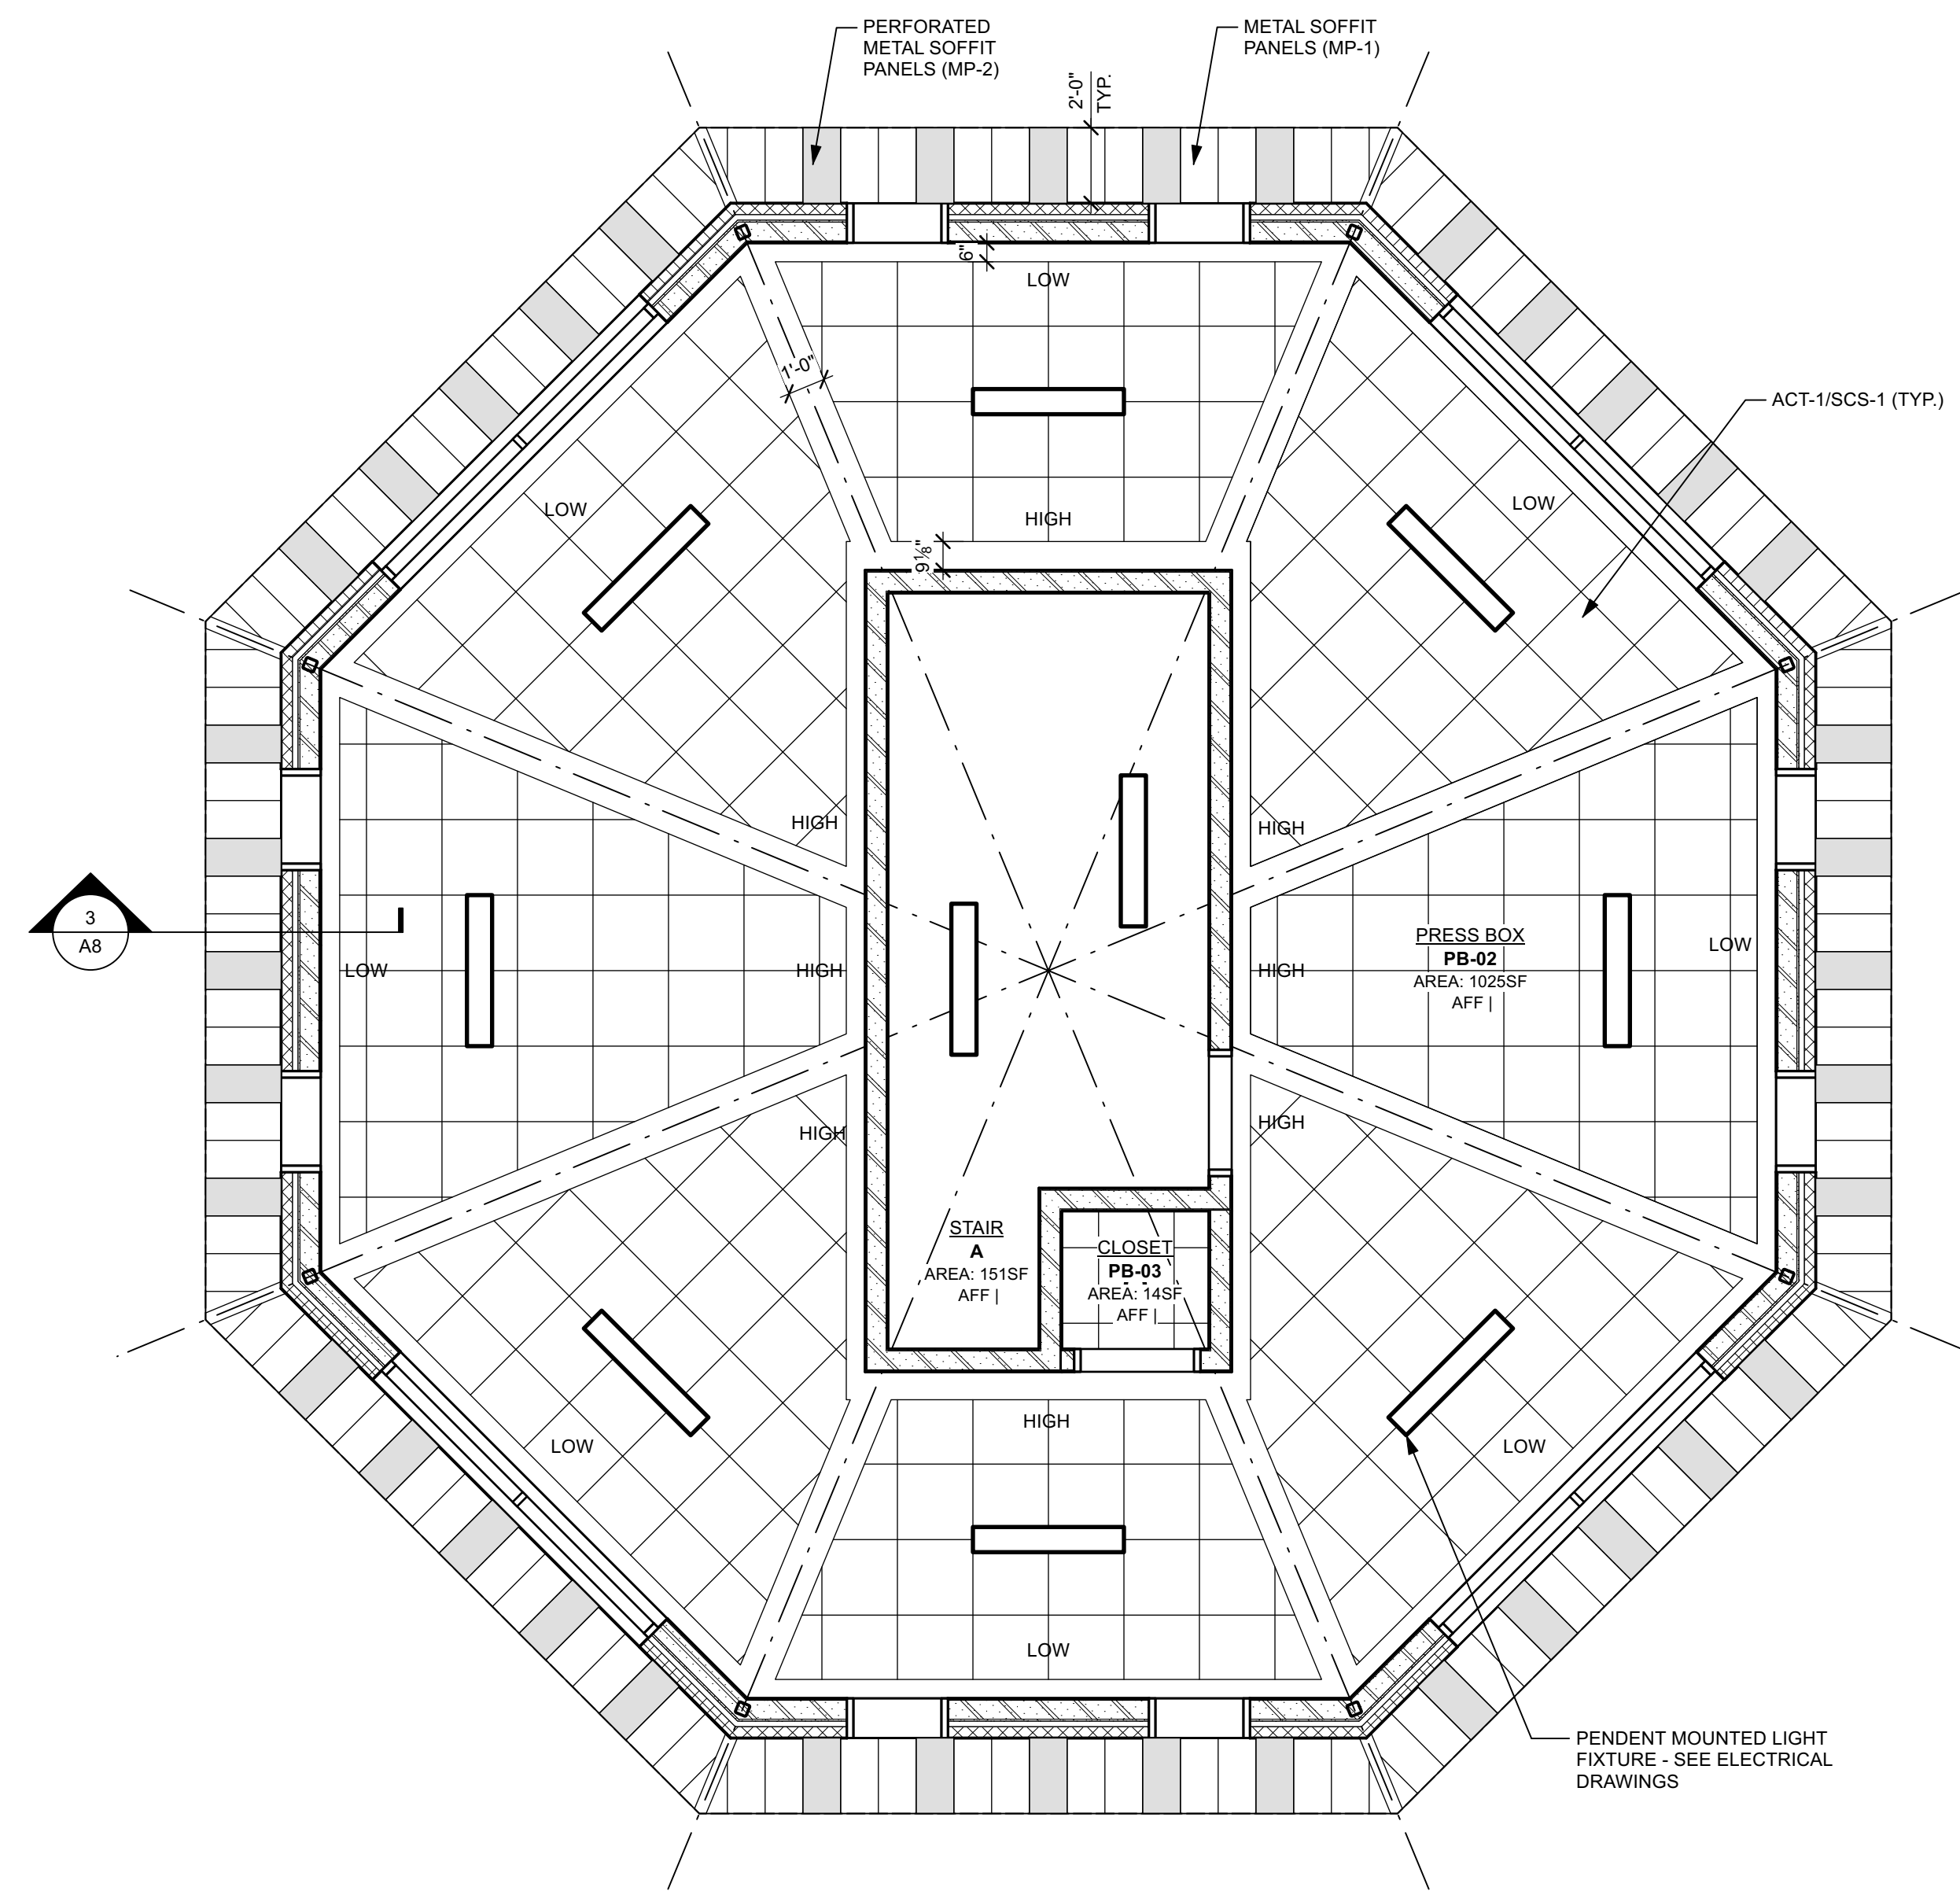 PERFORATED
METAL SOFFIT
PANELS (MP-2)
METAL SOFFIT
PANELS (MP-1)
2'-0"
TYP.
6"
LOW
1'-0"
ACT-1/SCS-1 (TYP.)
LOW
LOW
HIGH
9 1/8"
HIGH
HIGH
3
A8
LOW
HIGH
HIGH
PRESS BOX
PB-02
AREA: 1025SF
AFF |
LOW
HIGH
HIGH
STAIR
A
AREA: 151SF
AFF |
CLOSET
PB-03
AREA: 14SF
AFF |
HIGH
LOW
LOW
LOW
PENDENT MOUNTED LIGHT
FIXTURE - SEE ELECTRICAL
DRAWINGS